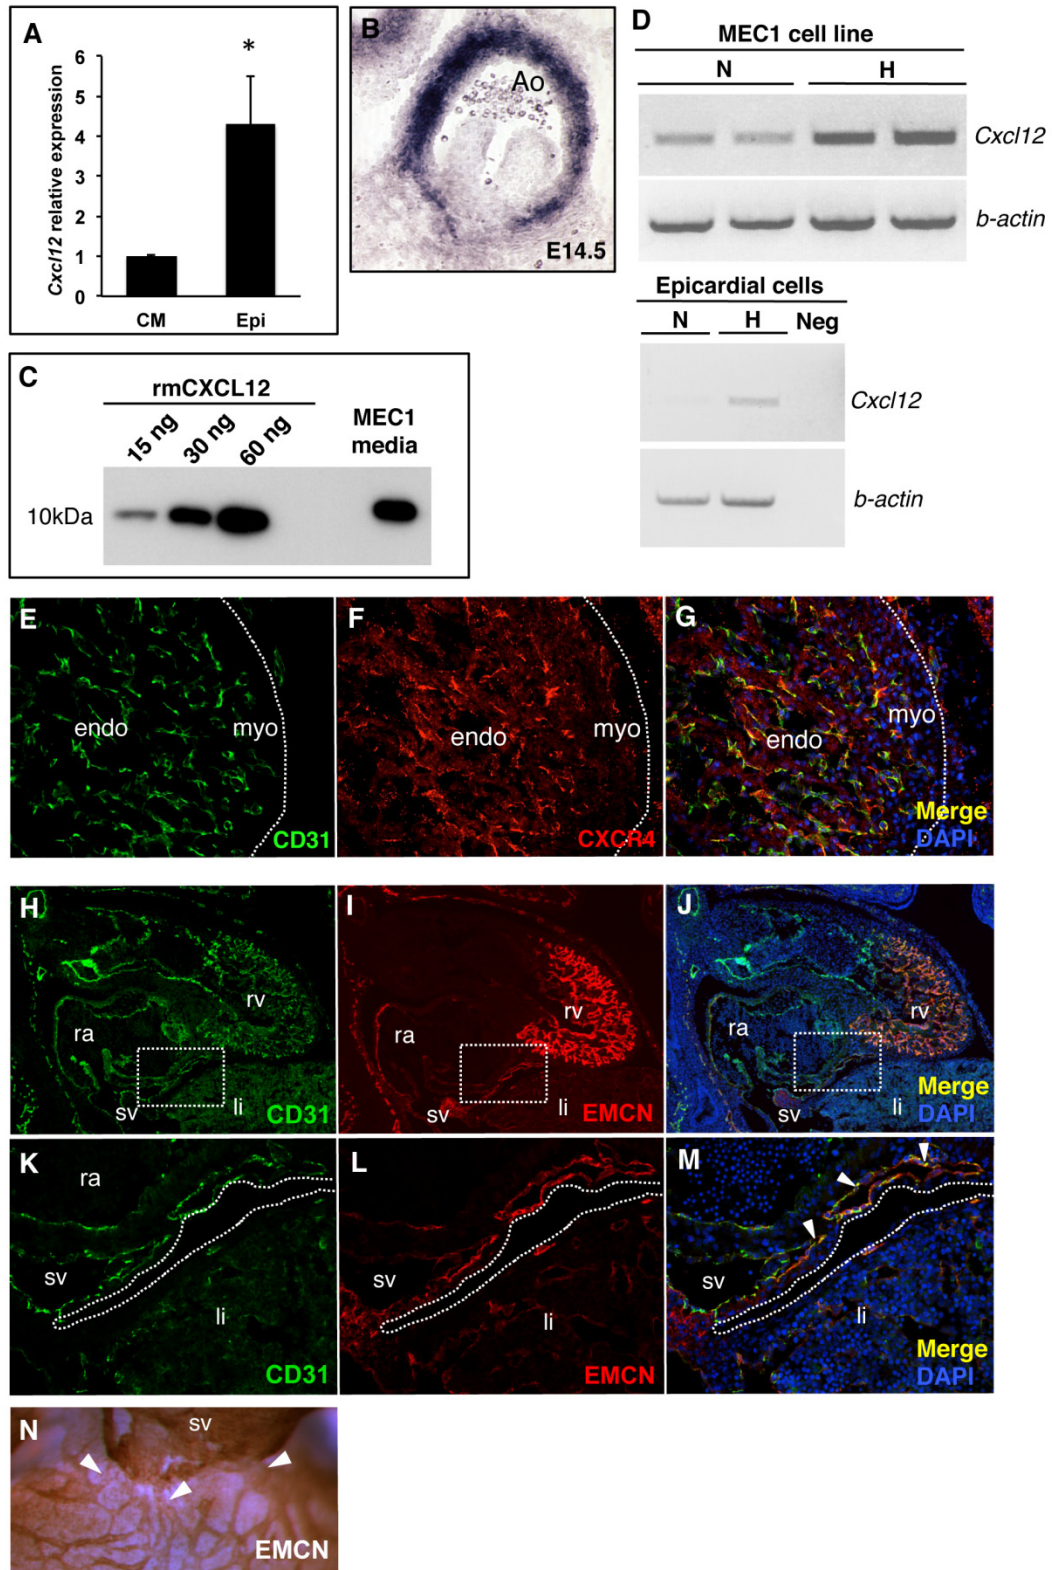 A
Cxcl12 relative expression
6
5
4
3
2
1
0
*
CM
Epi
B
Ao
E14.5
C
rmCXCL12
15 ng
30 ng
60 ng
MEC1
media
10kDa
D
MEC1 cell line
N
H
Cxcl12
b-actin
Epicardial cells
N
H
Neg
Cxcl12
b-actin
E
endo
myo
CD31
F
endo
myo
CXCR4
G
endo
myo
Merge
DAPI
H
rv
ra
sv
li
CD31
I
rv
ra
sv
li
EMCN
J
rv
ra
sv
li
Merge
DAPI
K
ra
sv
li
CD31
L
sv
li
EMCN
M
sv
li
Merge
DAPI
N
sv
EMCN